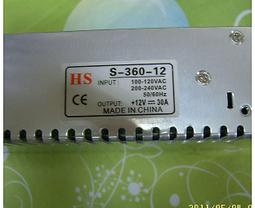 HS
S-360-12
INPUT: 100-120VAC
200-240VAC
50/60Hz
CE
OUTPUT: +12V ⎓ 30A
MADE IN CHINA